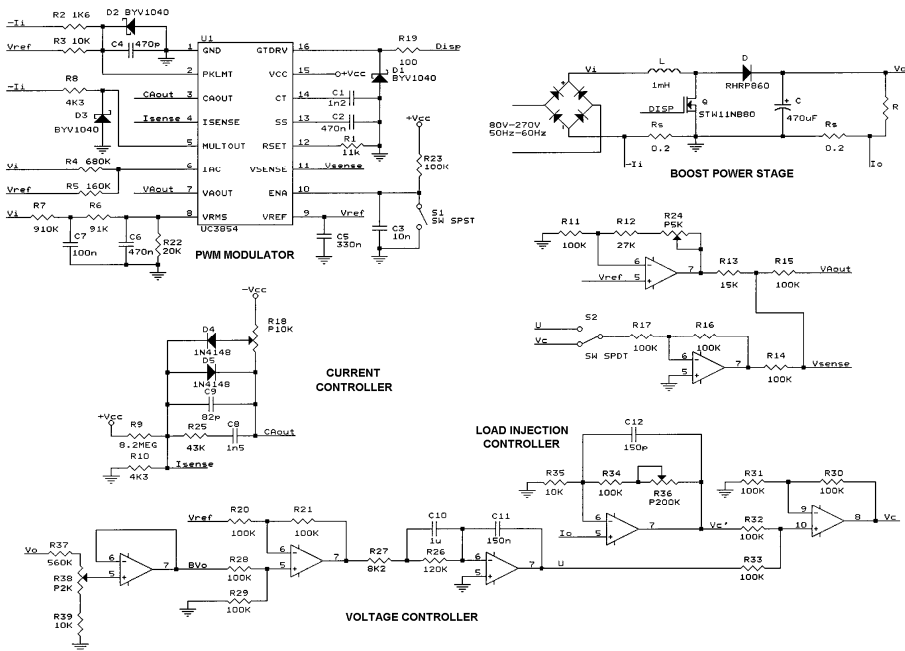 -Ii
R2 1K6
D2 BYV1040
Vref
R3 10K
C4 470p
U1
1 GND
GTDRV 16
R19
100
Disp
2 PKLMT
VCC 15
+Vcc
D1
BYV1040
-Ii
R8
4K3
CAout
3 CAOUT
CT 14
C1
1n2
Isense
4 ISENSE
SS 13
C2
470n
D3
BYV1040
5 MULTOUT
RSET 12
R1
11k
+Vcc
R23
100K
Vi
R4 680K
6 IAC
VSENSE 11
Vsense
Vref
R5 160K
VAout
7 VAOUT
ENA 10
Vi
R7
910K
R6
91K
8 VRMS
VREF 9
Vref
UC3854
C7
100n
C6
470n
R22
20K
C5
330n
C3
10n
S1
SW SPST
PWM MODULATOR
Vi
L
1mH
D
RHRP860
Vo
DISP
Q
STW11NB80
C
470uF
R
80V-270V
50Hz-60Hz
Rs
0.2
Rs
0.2
-Ii
Io
BOOST POWER STAGE
R11
100K
R12
27K
R24
P5K
6
Vref
5
7
R13
15K
R15
100K
VAout
S2
U
Vc
SW SPDT
R17
100K
R16
100K
6
5
7
R14
100K
Vsense
-Vcc
R18
P10K
D4
1N4148
D5
1N4148
C9
82p
+Vcc
R9
8.2MEG
R25
43K
C8
1n5
CAout
R10
4K3
Isense
CURRENT
CONTROLLER
LOAD INJECTION
CONTROLLER
C12
150p
R35
10K
R34
100K
R36
P200K
6
Io
5
7
Vc'
R32
100K
R31
100K
R30
100K
9
10
8
Vc
R33
100K
Vo
R37
560K
R38
P2K
R39
10K
6
5
7
BVo
Vref
R20
100K
R21
100K
R28
100K
R29
100K
6
5
7
R27
8K2
C10
1u
R26
120K
C11
150n
6
5
7
U
VOLTAGE CONTROLLER